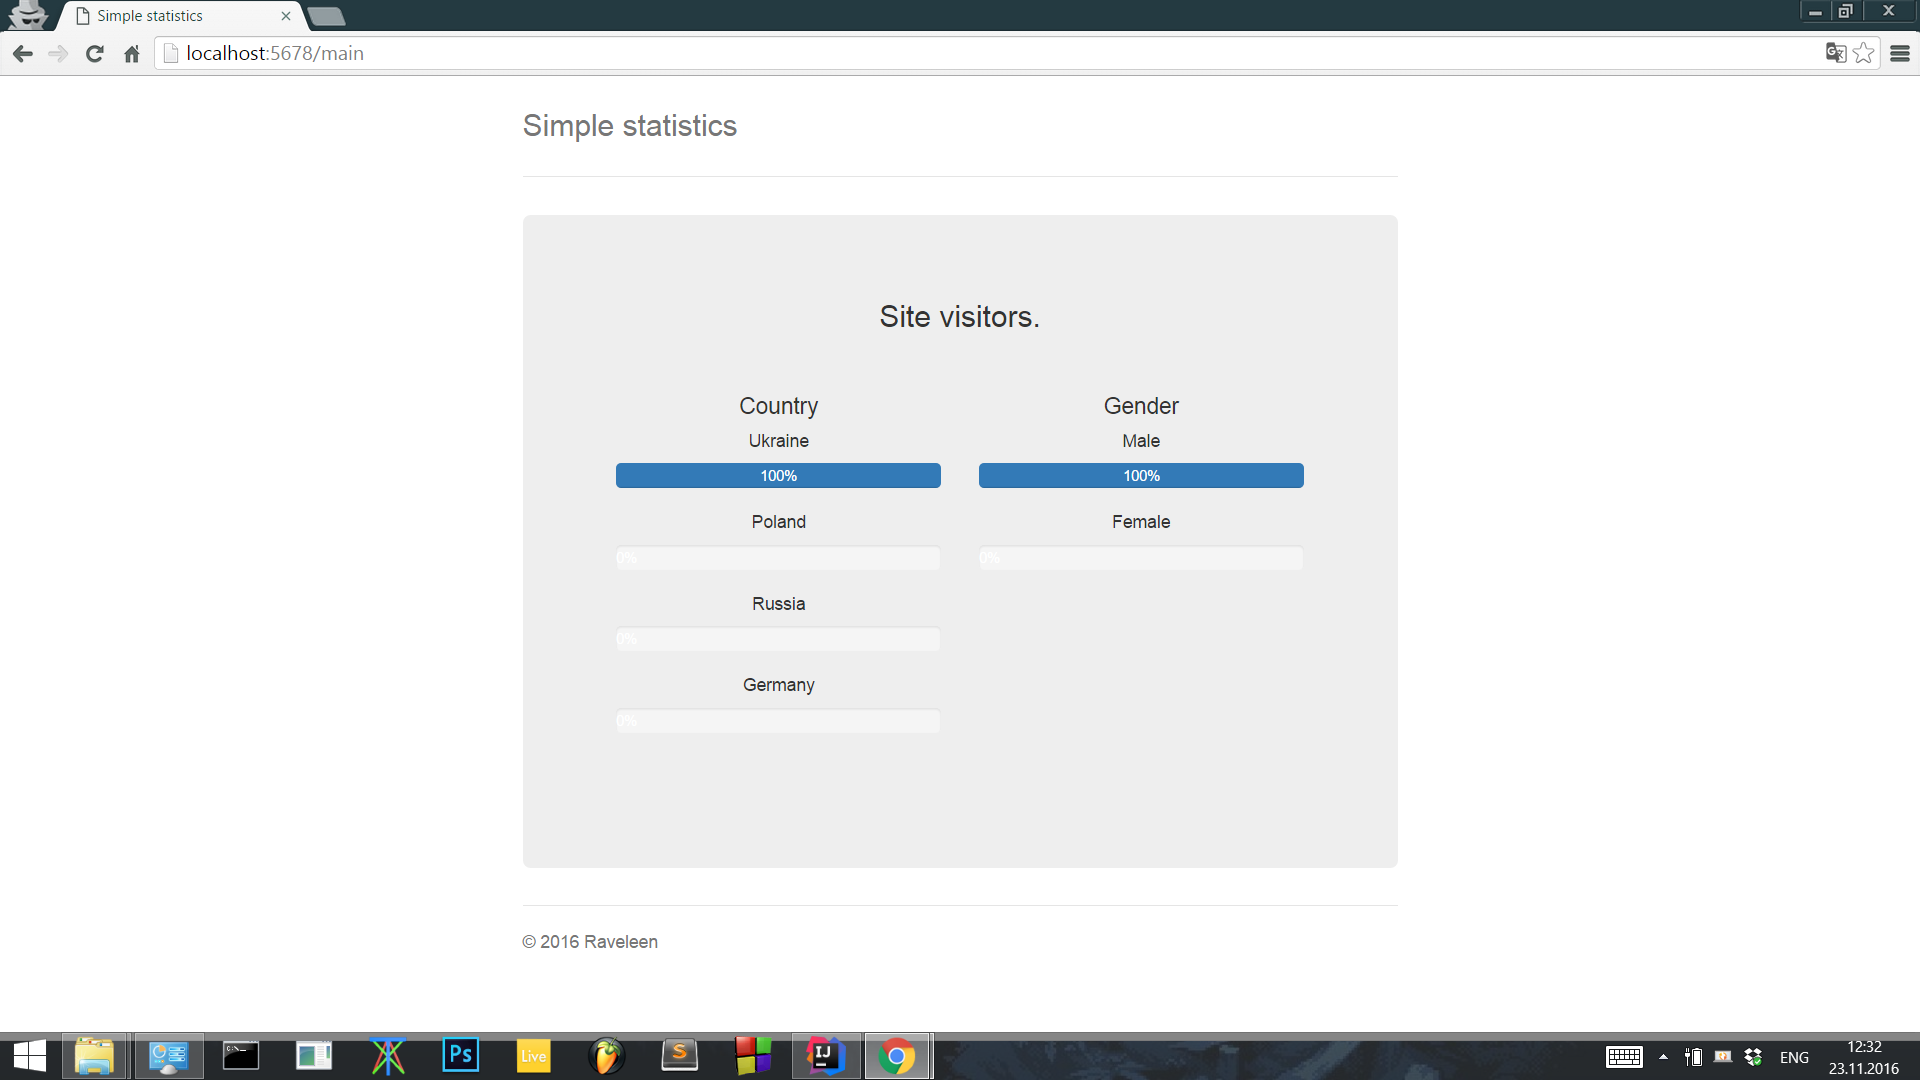 Simple statistics
localhost:5678/main
Simple statistics
Site visitors.
Country
Ukraine
100%
Poland
0%
Russia
0%
Germany
0%
Gender
Male
100%
Female
0%
© 2016 Raveleen
C:\_
Ps
Live
S
IJ
ENG
12:32
23.11.2016